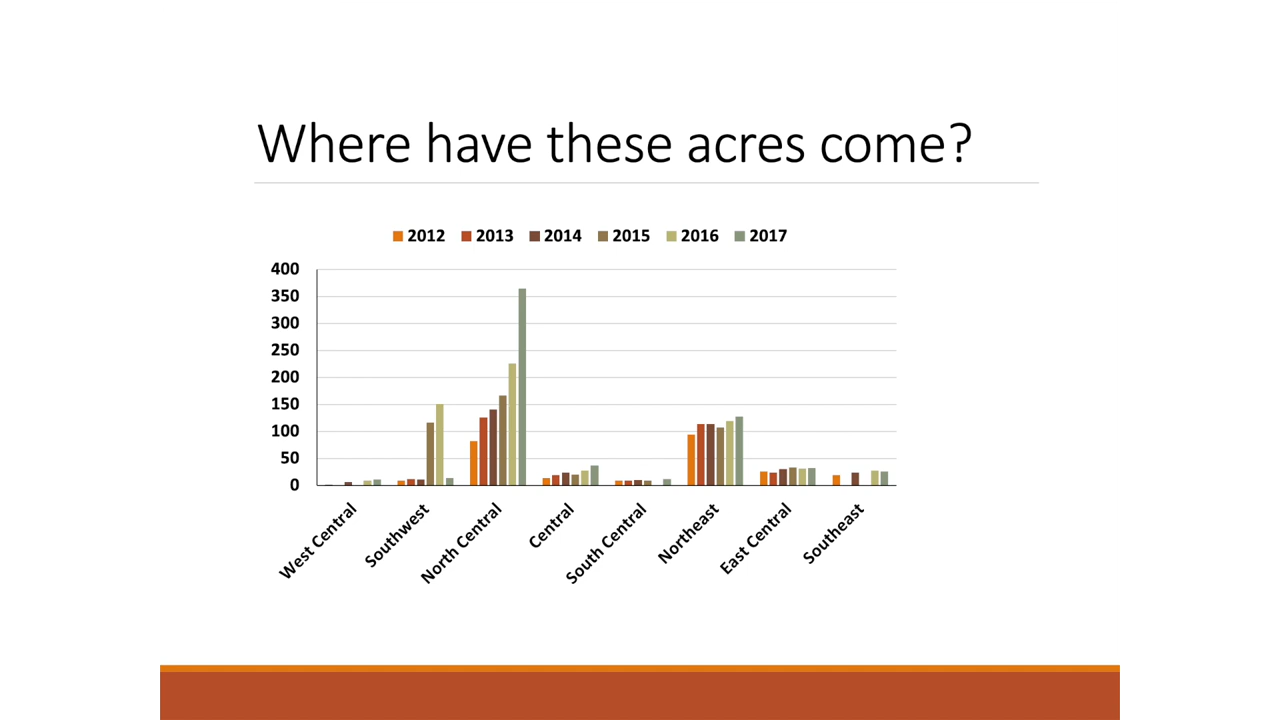 Where have these acres come?
2012 2013 2014 2015 2016 2017
400
350
300
250
200
150
100
50
0
West Central
Southwest
North Central
Central
South Central
Northeast
East Central
Southeast